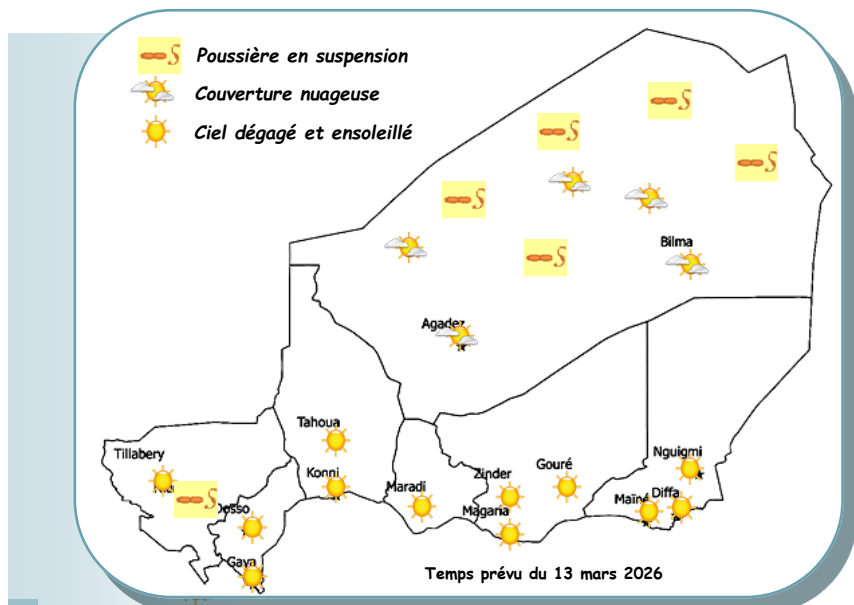 Poussière en suspension
Couverture nuageuse
Ciel dégagé et ensoleillé
Bilma
Agadez
Tahoua
Tillabery
Konni
Maradi
Zinder
Gouré
Nguigmi
Maïné
Diffa
Magaria
Dosso
Gaya
Temps prévu du 13 mars 2026